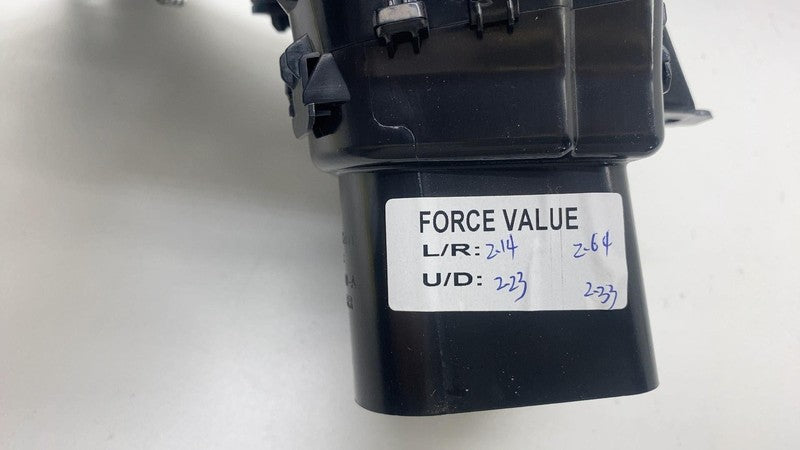 FORCE VALUE
L/R: 2.14 2.64
U/D: 2.23 2.33